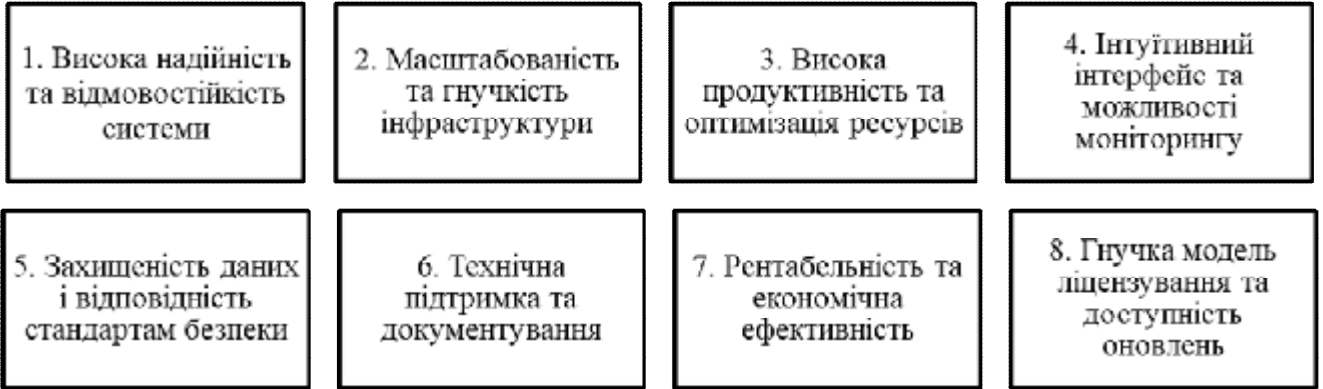 1. Висока надійність
та відмовостійкість
системи
2. Масштабованість
та гнучкість
інфраструктури
3. Висока
продуктивність та
оптимізація ресурсів
4. Інтуїтивний
інтерфейс та
можливості
моніторингу
5. Захищеність даних
і відповідність
стандартам безпеки
6. Технічна
підтримка та
документування
7. Рентабельність та
економічна
ефективність
8. Гнучка модель
ліцензування та
доступність
оновлень